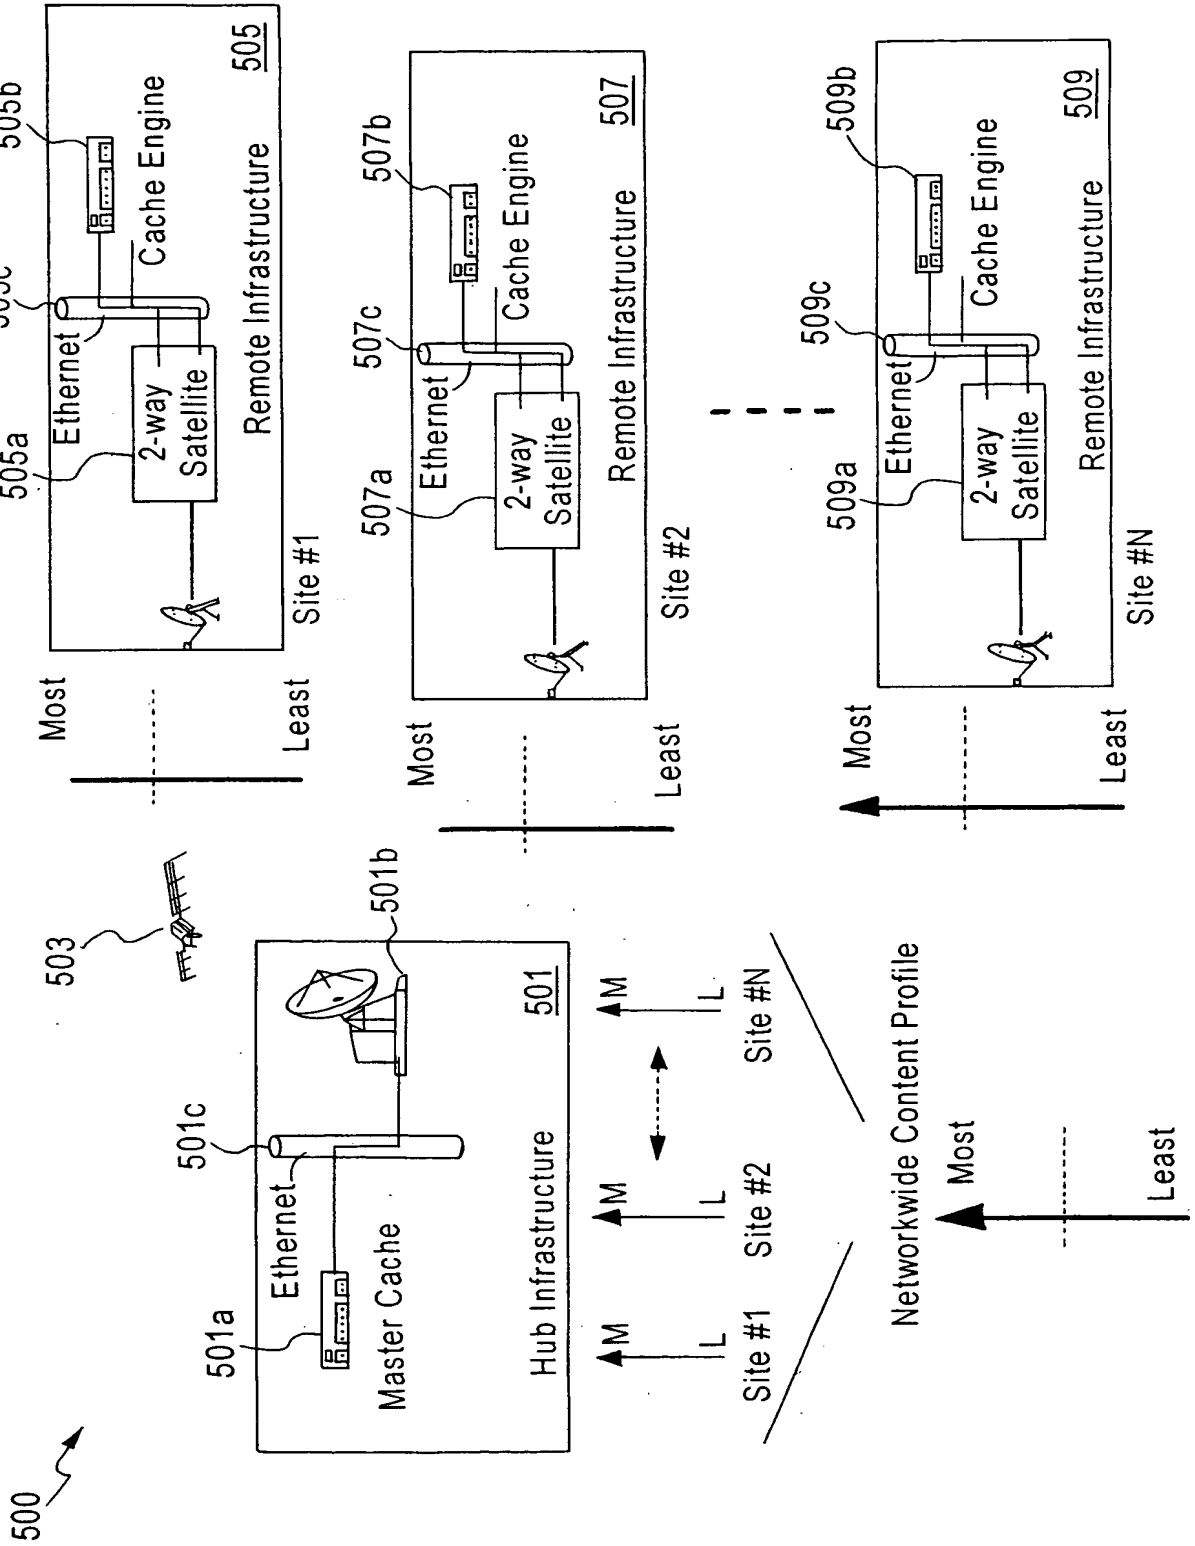 500
503
501a
Ethernet
501c
501b
Master Cache
Hub Infrastructure
501
M
L
Site #1
M
L
Site #2
M
L
Site #N
Networkwide Content Profile
Most
Least
Most
Least
505a
Ethernet
505b
2-way
Satellite
Cache Engine
Remote Infrastructure
505
Site #1
Most
Least
507a
Ethernet
507c
507b
2-way
Satellite
Cache Engine
Remote Infrastructure
507
Site #2
Most
Least
509a
Ethernet
509c
509b
2-way
Satellite
Cache Engine
Remote Infrastructure
509
Site #N